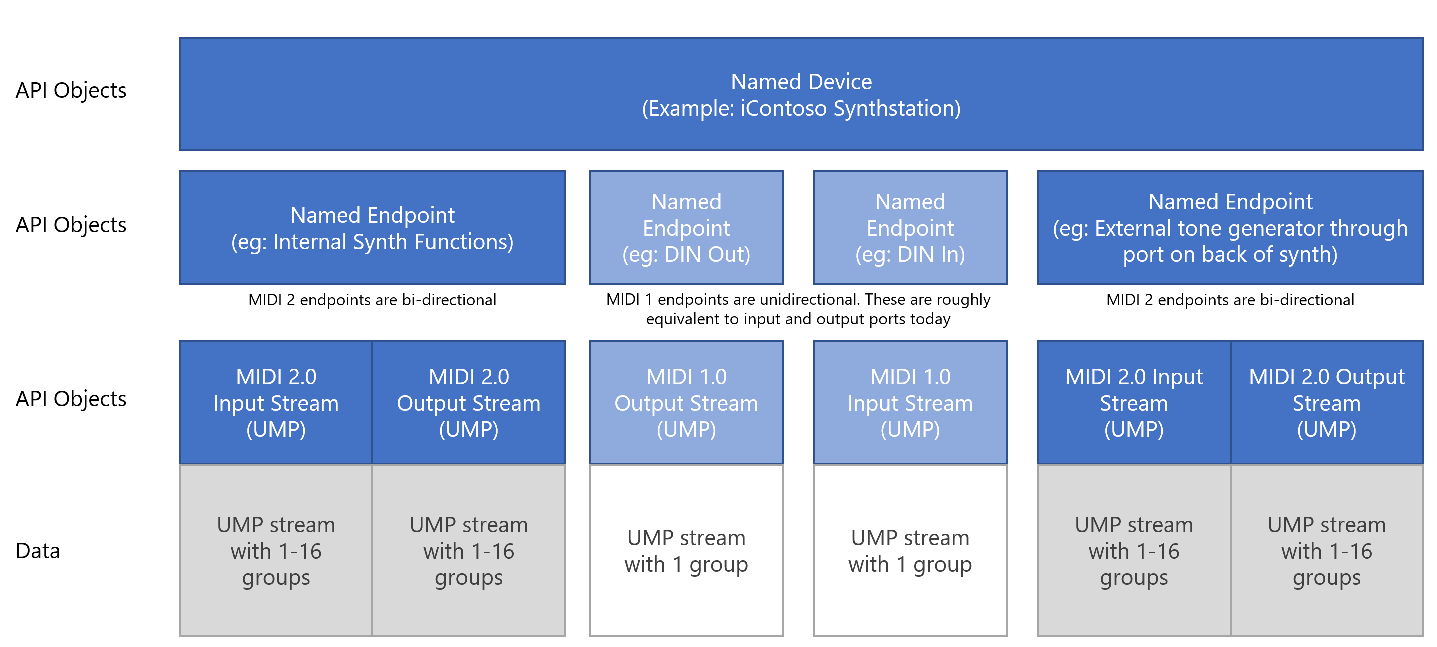 API Objects
Named Device
(Example: iContoso Synthstation)
API Objects
Named Endpoint
(eg: Internal Synth Functions)
Named
Endpoint
(eg: DIN Out)
Named
Endpoint
(eg: DIN In)
Named Endpoint
(eg: External tone generator through
port on back of synth)
MIDI 2 endpoints are bi-directional
MIDI 1 endpoints are unidirectional. These are roughly
equivalent to input and output ports today
MIDI 2 endpoints are bi-directional
API Objects
MIDI 2.0
Input Stream
(UMP)
MIDI 2.0
Output Stream
(UMP)
MIDI 1.0
Output Stream
(UMP)
MIDI 1.0
Input Stream
(UMP)
MIDI 2.0 Input
Stream
(UMP)
MIDI 2.0 Output
Stream
(UMP)
Data
UMP stream
with 1-16
groups
UMP stream
with 1-16
groups
UMP stream
with 1 group
UMP stream
with 1 group
UMP stream
with 1-16
groups
UMP stream
with 1-16
groups